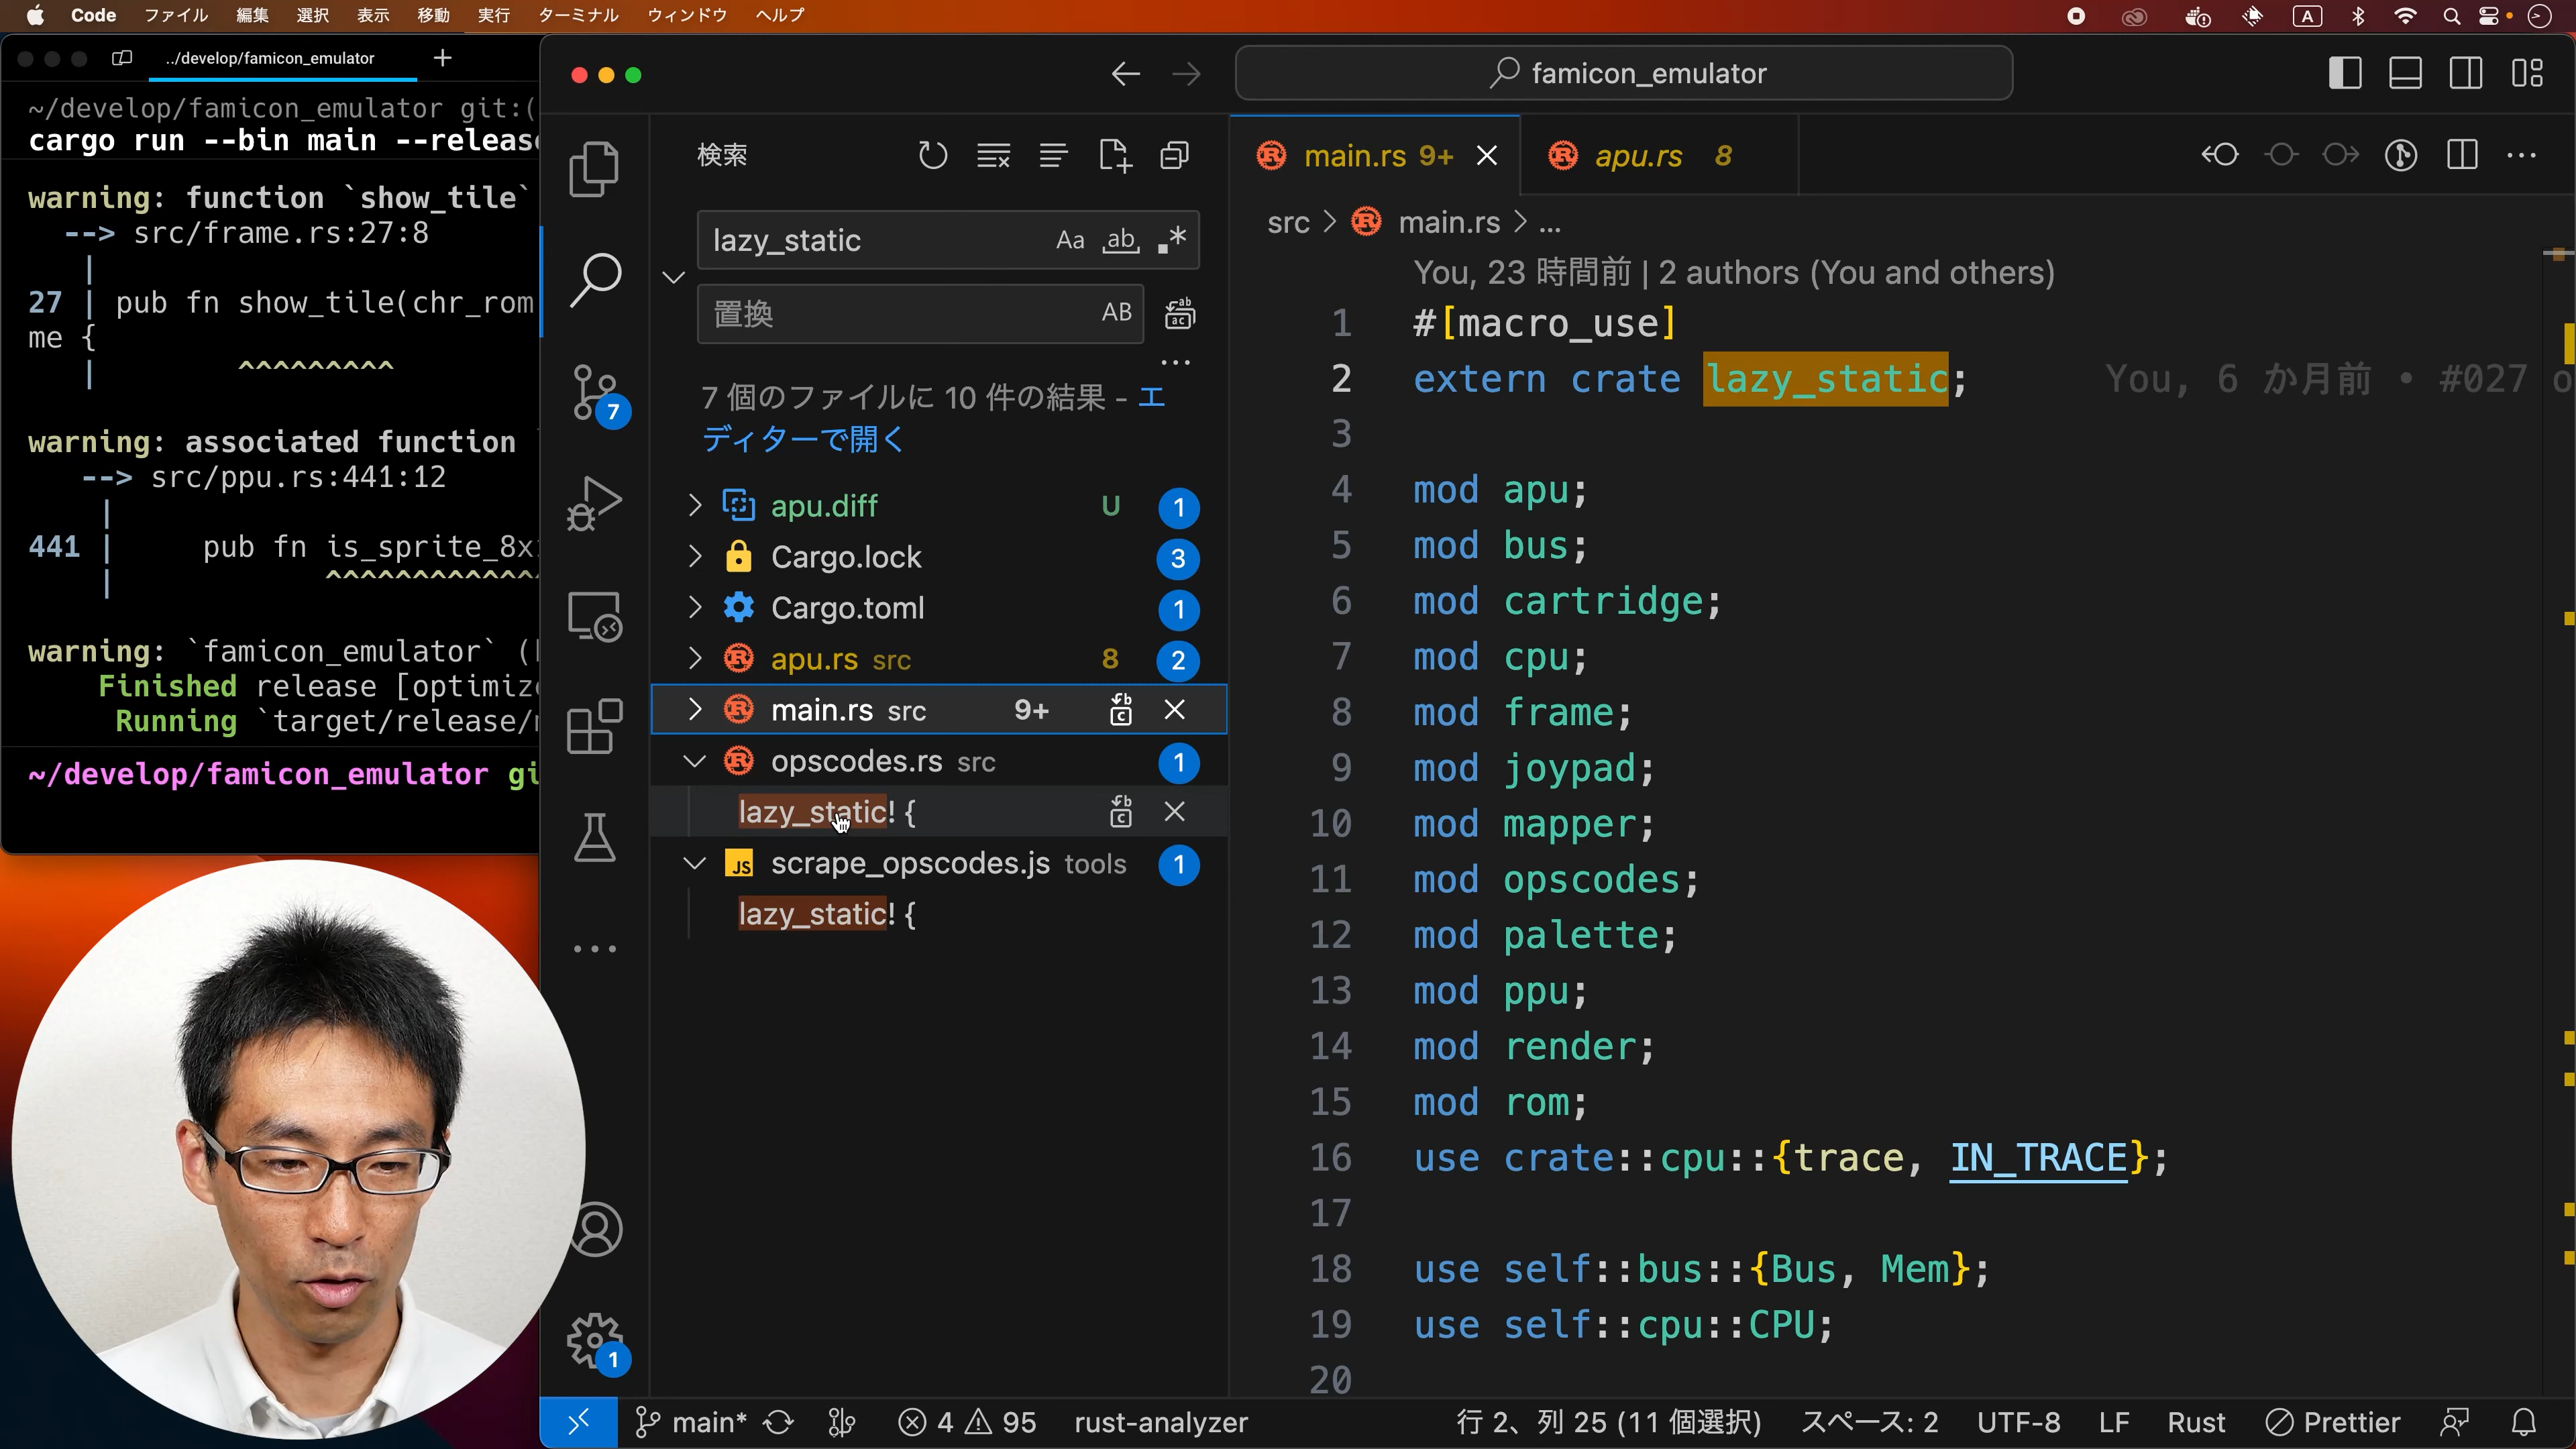 Code ファイル 編集 選択 表示 移動 実行 ターミナル ウィンドウ ヘルプ A
../develop/famicon_emulator
~/develop/famicon_emulator git:(
cargo run --bin main --release
warning: function `show_tile`
--> src/frame.rs:27:8
|
27 | pub fn show_tile(chr_rom
me {
| ^^^^^^^^^
warning: associated function `
--> src/ppu.rs:441:12
|
441 | pub fn is_sprite_8x
| ^^^^^^^^^^^^^
warning: `famicon_emulator` (
Finished release [optimize
Running `target/release/
~/develop/famicon_emulator gi
famicon_emulator
検索
lazy_static Aa ab .*
置換 AB
...
7 個のファイルに 10 件の結果 - エ
ディターで開く
apu.diff U 1
Cargo.lock 3
Cargo.toml 1
apu.rs src 8 2
main.rs src 9+
opscodes.rs src 1
lazy_static! {
JS scrape_opscodes.js tools 1
lazy_static! {
7
1
main.rs 9+
apu.rs 8
src > main.rs > ...
You, 23 時間前 | 2 authors (You and others)
1 #[macro_use]
2 extern crate lazy_static; You, 6 か月前 • #027 o
3
4 mod apu;
5 mod bus;
6 mod cartridge;
7 mod cpu;
8 mod frame;
9 mod joypad;
10 mod mapper;
11 mod opscodes;
12 mod palette;
13 mod ppu;
14 mod render;
15 mod rom;
16 use crate::cpu::{trace, IN_TRACE};
17
18 use self::bus::{Bus, Mem};
19 use self::cpu::CPU;
20
main* 4 95 rust-analyzer 行 2、列 25 (11 個選択) スペース: 2 UTF-8 LF Rust Prettier